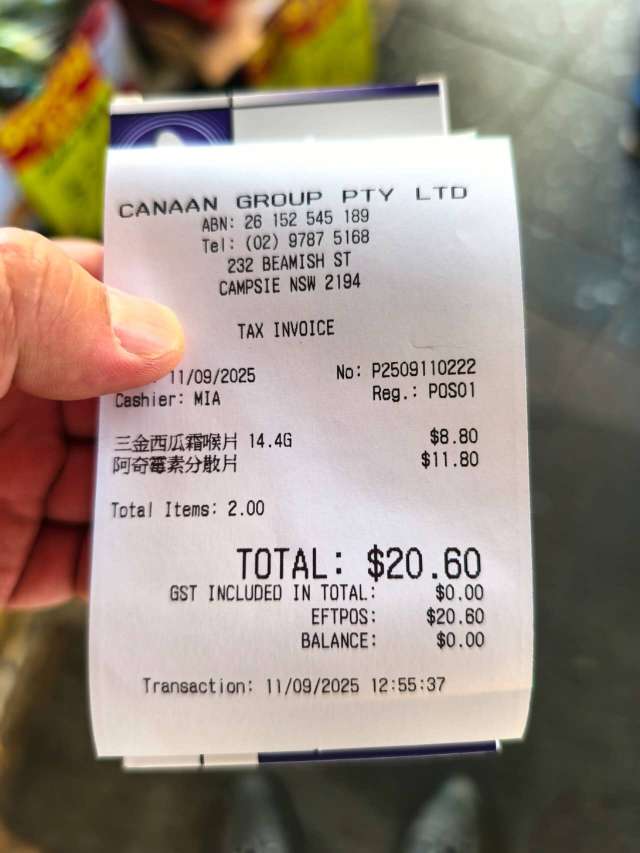 CANAAN GROUP PTY LTD
ABN: 26 152 545 189
Tel: (02) 9787 5168
232 BEAMISH ST
CAMPSIE NSW 2194
TAX INVOICE
11/09/2025 No: P2509110222
Cashier: MIA Reg.: POS01
三金西瓜霜喉片 14.4G $8.80
阿奇霉素分散片 $11.80
Total Items: 2.00
TOTAL: $20.60
GST INCLUDED IN TOTAL: $0.00
EFTPOS: $20.60
BALANCE: $0.00
Transaction: 11/09/2025 12:55:37